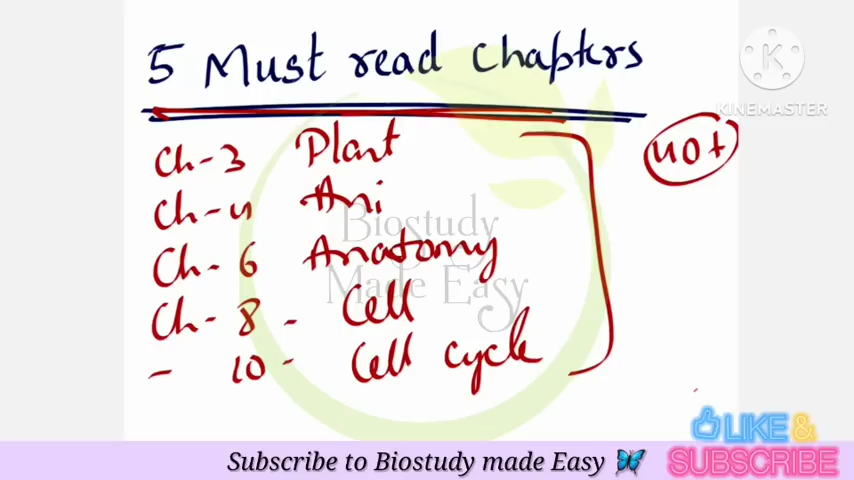 5 Must read Chapters
KINEMASTER
Ch-3 Plant
40+
Ch-4 Ani
Biostudy
Ch-6 Anatomy
Made Easy
Ch-8 - Cell
- 10 - Cell cycle
LIKE &
SUBSCRIBE
Subscribe to Biostudy made Easy 🦋